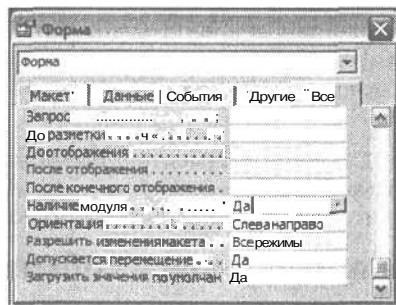 Форма
Форма
Макет Данные События Другие Все
Запрос
До разметки
До отображения
После отображения
После конечного отображения
Наличие модуля Да
Ориентация Слева направо
Разрешить изменения макета Все режимы
Допускается перемещение Да
Загрузить значения по умолчан Да